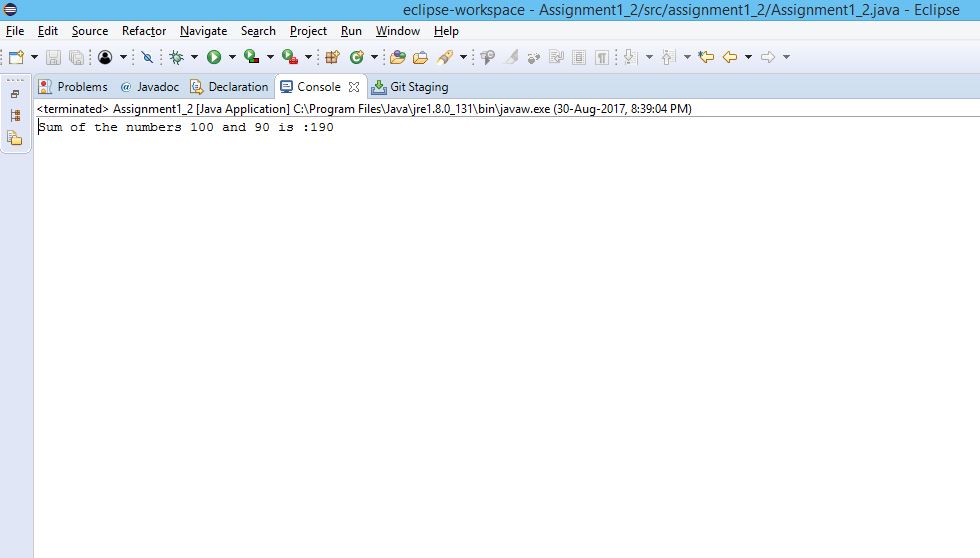 eclipse-workspace - Assignment1_2/src/assignment1_2/Assignment1_2.java - Eclipse
File Edit Source Refactor Navigate Search Project Run Window Help
Problems @ Javadoc Declaration Console Git Staging
<terminated> Assignment1_2 [Java Application] C:\Program Files\Java\jre1.8.0_131\bin\javaw.exe (30-Aug-2017, 8:39:04 PM)
Sum of the numbers 100 and 90 is :190